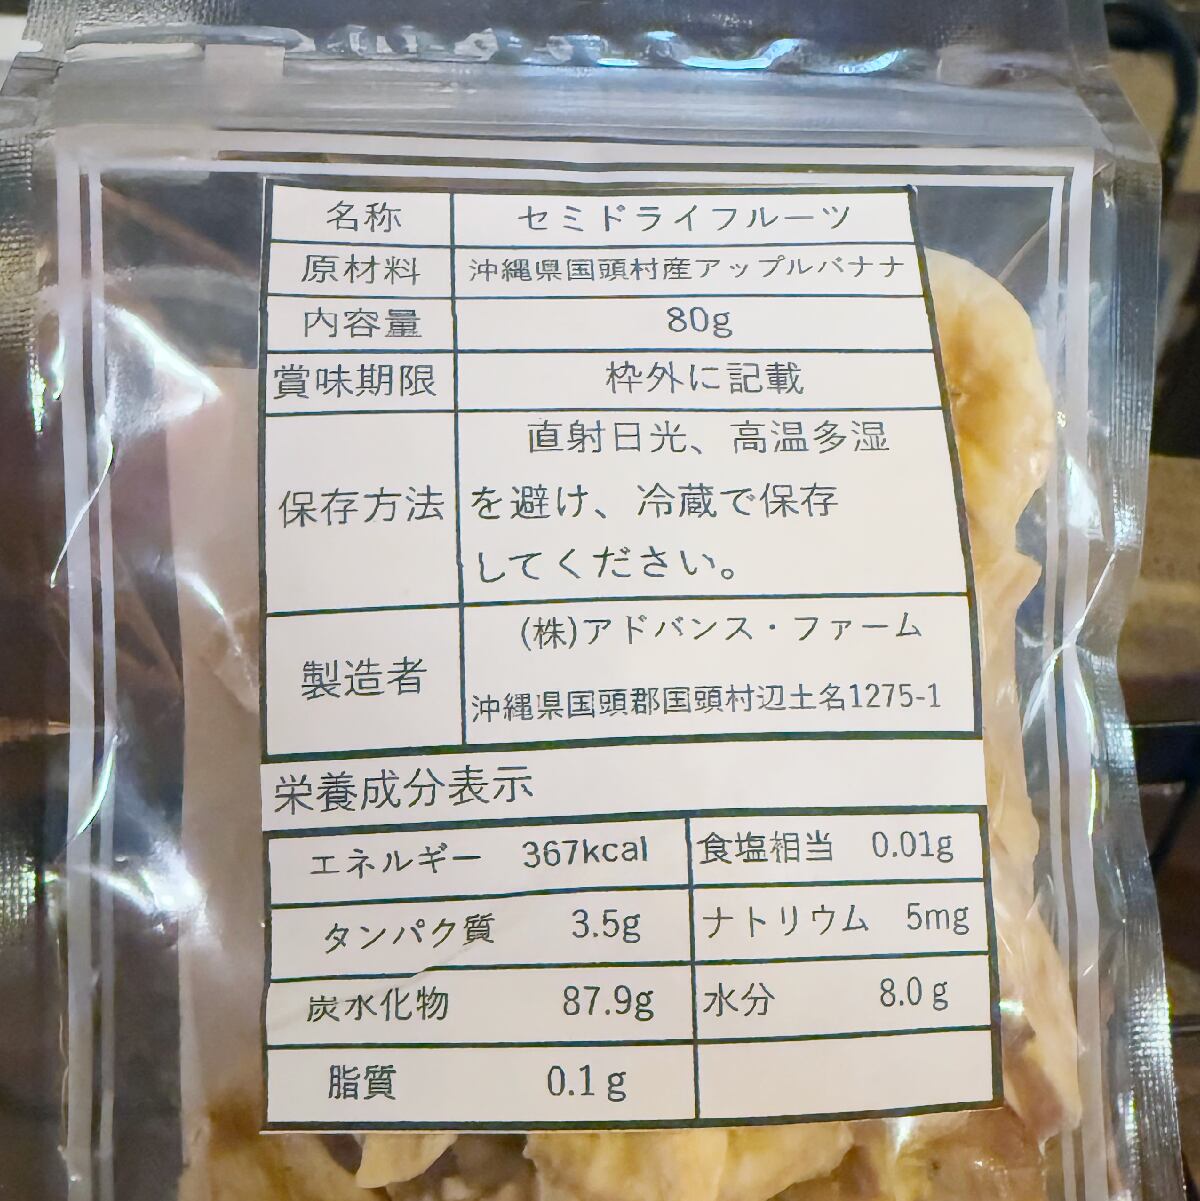 名称 セミドライフルーツ
原材料 沖縄県国頭村産アップルバナナ
内容量 80g
賞味期限 枠外に記載
保存方法 直射日光、高温多湿
を避け、冷蔵で保存
してください。
製造者 (株)アドバンス・ファーム
沖縄県国頭郡国頭村辺土名1275-1
栄養成分表示
エネルギー 367kcal 食塩相当 0.01g
タンパク質 3.5g ナトリウム 5mg
炭水化物 87.9g 水分 8.0g
脂質 0.1g